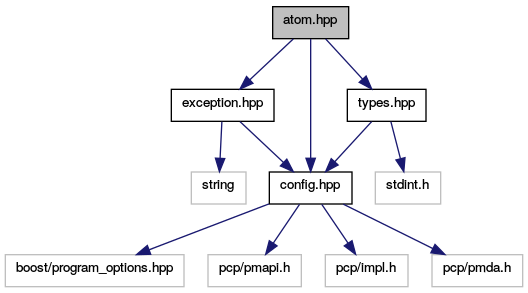 atom.hpp
exception.hpp
types.hpp
string
config.hpp
stdint.h
boost/program_options.hpp
pcp/pmapi.h
pcp/impl.h
pcp/pmda.h